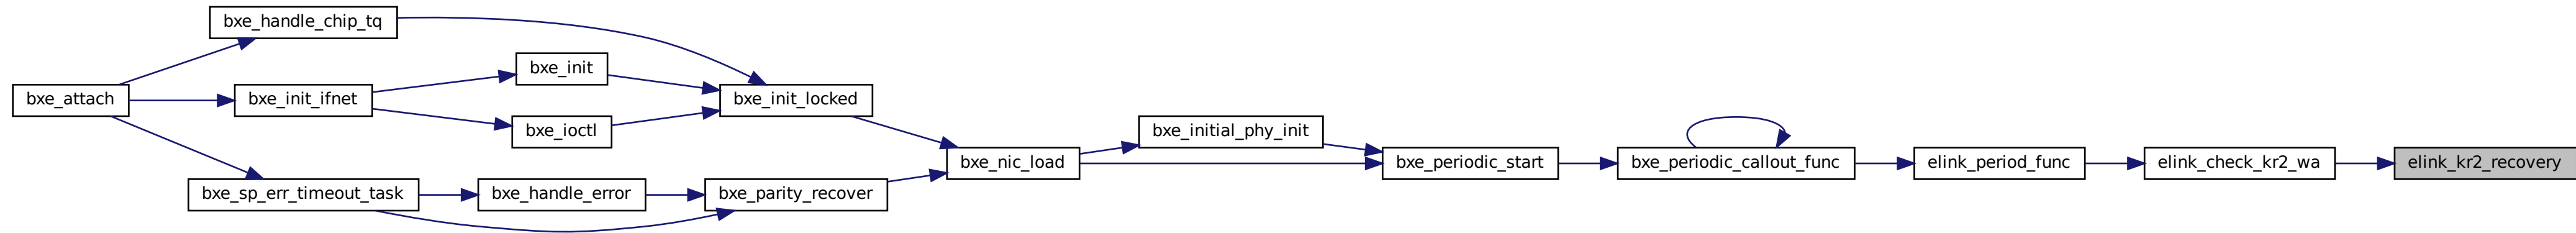 bxe_handle_chip_tq
bxe_init
bxe_attach
bxe_init_ifnet
bxe_init_locked
bxe_ioctl
bxe_initial_phy_init
bxe_nic_load
bxe_periodic_start
bxe_periodic_callout_func
elink_period_func
elink_check_kr2_wa
elink_kr2_recovery
bxe_sp_err_timeout_task
bxe_handle_error
bxe_parity_recover